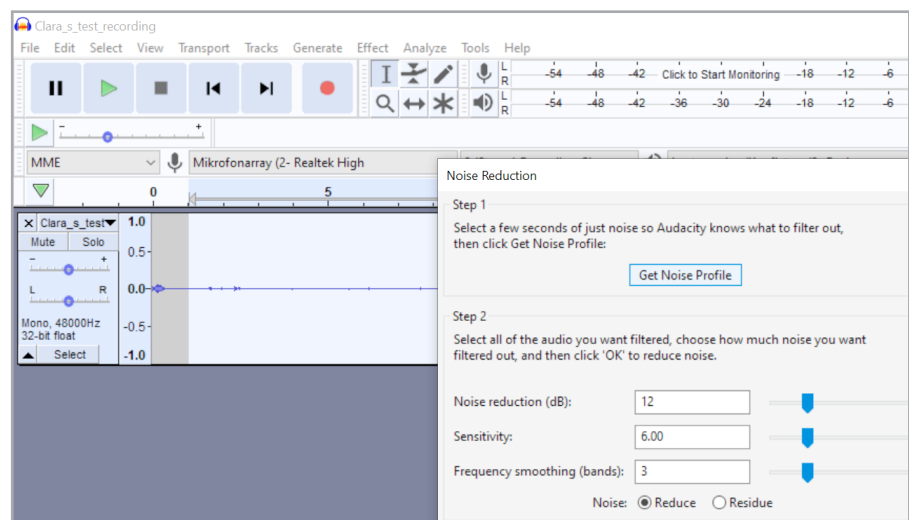 Clara_s_test_recording
File Edit Select View Transport Tracks Generate Effect Analyze Tools Help
L
R
-54 -48 -42 Click to Start Monitoring -18 -12 -6
L
R
-54 -48 -42 -36 -30 -24 -18 -12 -6
- +
MME
Mikrofonarray (2- Realtek High
0 5
Noise Reduction
Step 1
Select a few seconds of just noise so Audacity knows what to filter out,
then click Get Noise Profile:
Get Noise Profile
Step 2
Select all of the audio you want filtered, choose how much noise you want
filtered out, and then click 'OK' to reduce noise.
Noise reduction (dB): 12
Sensitivity: 6.00
Frequency smoothing (bands): 3
Noise: Reduce Residue
Clara_s_test
Mute Solo
- +
L R
Mono, 48000Hz
32-bit float
Select
1.0
0.5-
0.0-
-0.5-
-1.0